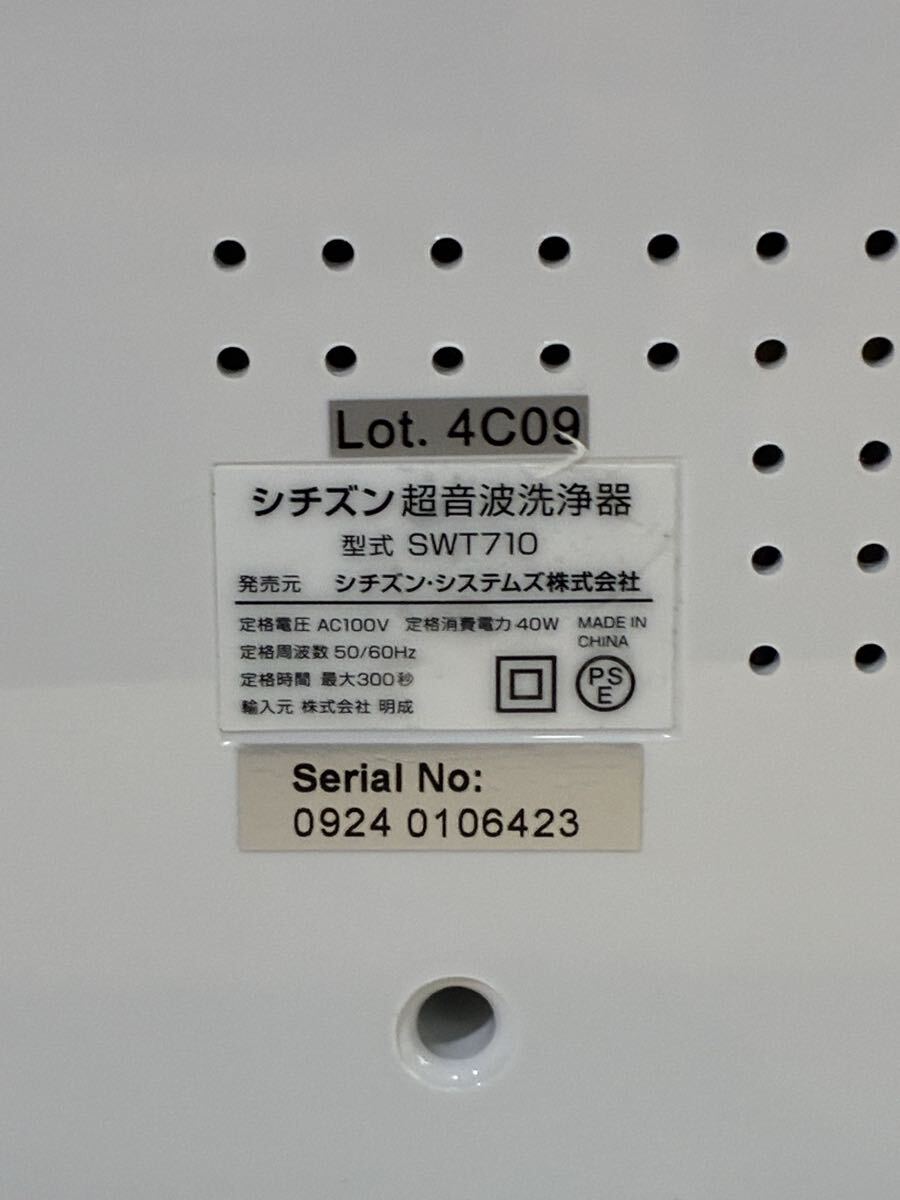 Lot. 4C09
シチズン 超音波洗浄器
型式 SWT710
発売元 シチズン・システムズ株式会社
定格電圧 AC100V 定格消費電力 40W
MADE IN
CHINA
定格周波数 50/60Hz
定格時間 最大300秒
輸入元 株式会社 明成
PS
E
Serial No:
0924 0106423